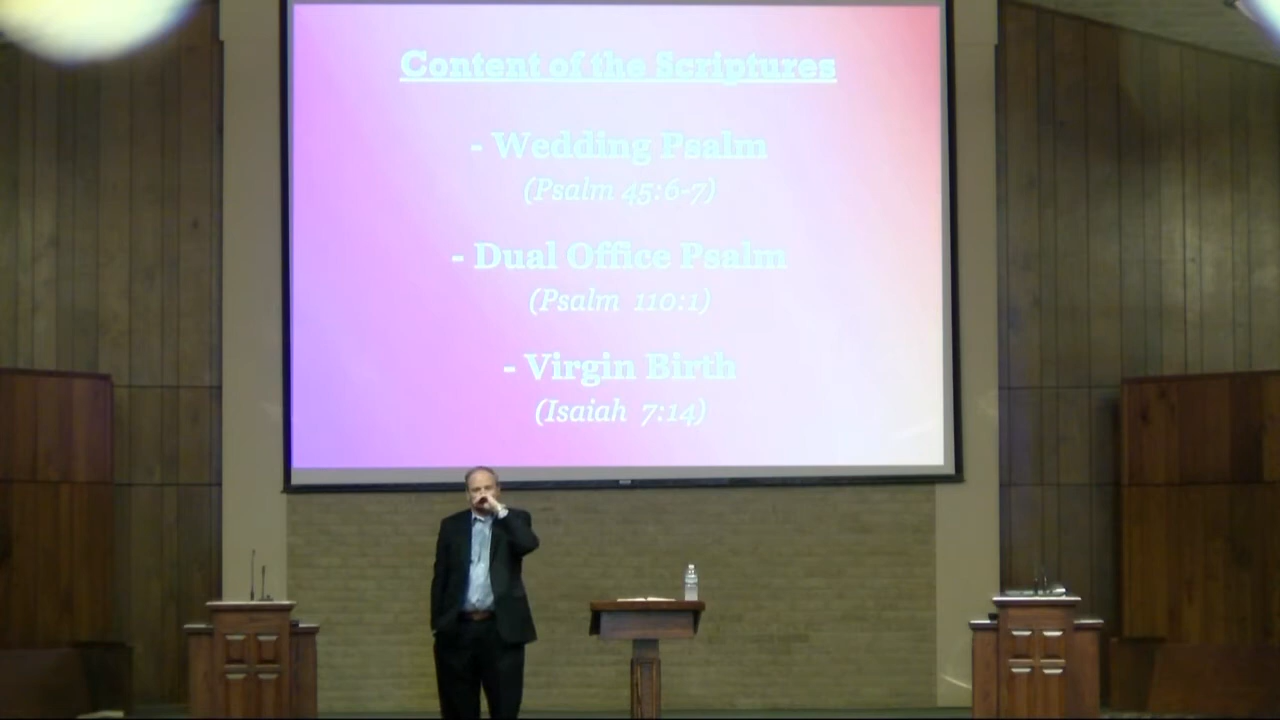 Content of the Scriptures
- Wedding Psalm
(Psalm 45:6-7)
- Dual Office Psalm
(Psalm 110:1)
- Virgin Birth
(Isaiah 7:14)